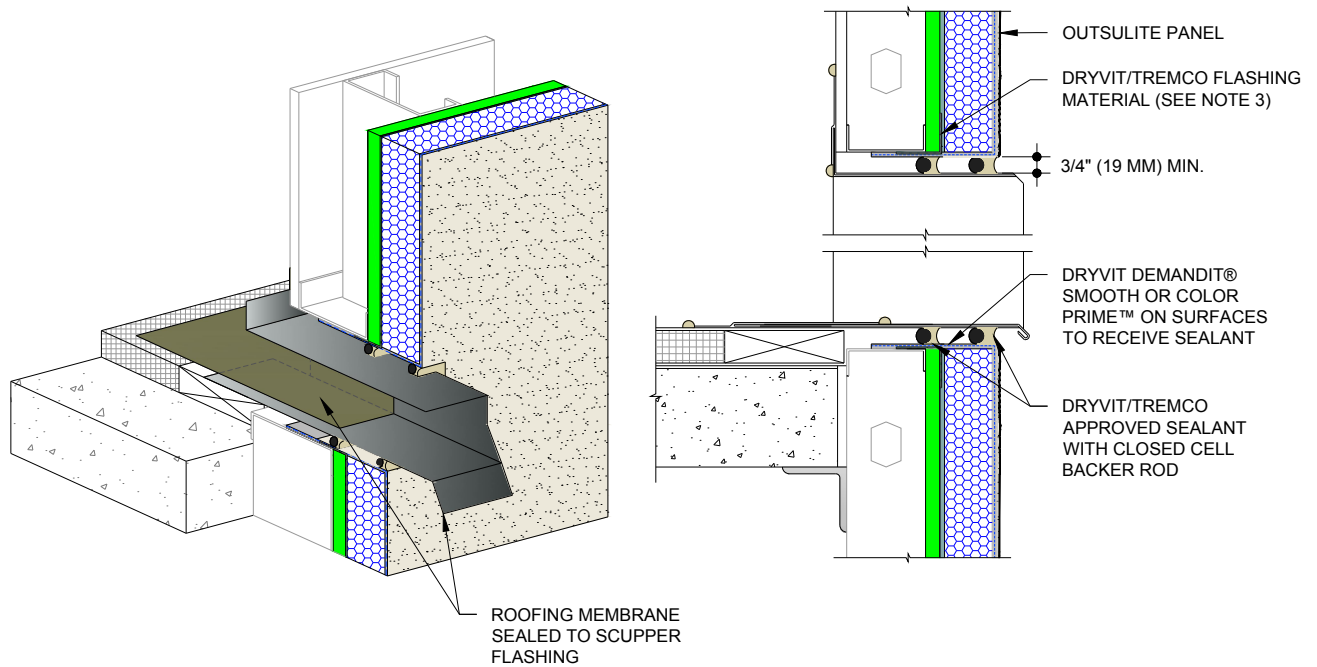 OUTSULITE PANEL
DRYVIT/TREMCO FLASHING
MATERIAL (SEE NOTE 3)
3/4" (19 MM) MIN.
DRYVIT DEMANDIT®
SMOOTH OR COLOR
PRIME™ ON SURFACES
TO RECEIVE SEALANT
DRYVIT/TREMCO
APPROVED SEALANT
WITH CLOSED CELL
BACKER ROD
ROOFING MEMBRANE
SEALED TO SCUPPER
FLASHING